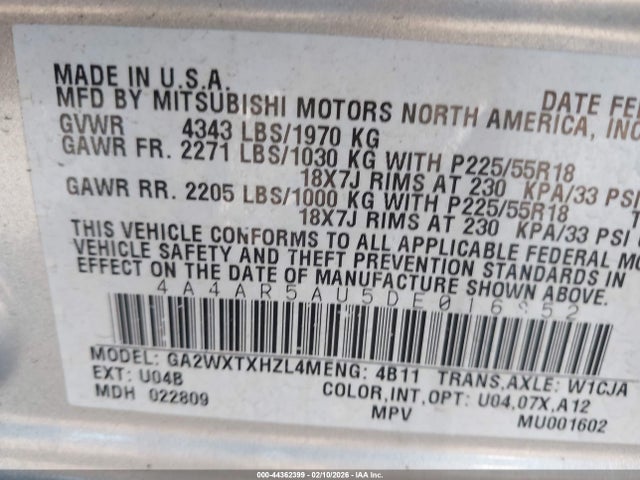 MADE IN U.S.A. DATE FE
MFD BY MITSUBISHI MOTORS NORTH AMERICA, INC
GVWR 4343 LBS/1970 KG
GAWR FR. 2271 LBS/1030 KG WITH P225/55R18
18X7J RIMS AT 230 KPA/33 PSI
GAWR RR. 2205 LBS/1000 KG WITH P225/55R18
18X7J RIMS AT 230 KPA/33 PSI
THIS VEHICLE CONFORMS TO ALL APPLICABLE FEDERAL MO
VEHICLE SAFETY AND THEFT PREVENTION STANDARDS IN
EFFECT ON THE DATE OF MANUFACTURE SHOWN ABOVE.
4A4AR5AU5DE016852
MODEL: GA2WXTXHZL4MENG: 4B11 TRANS,AXLE: W1CJA
EXT: U04B COLOR,INT,OPT: U04,07X,A12
MDH 022809 MPV MU001602
000-44362399 - 02/10/2026 - IAA, Inc.